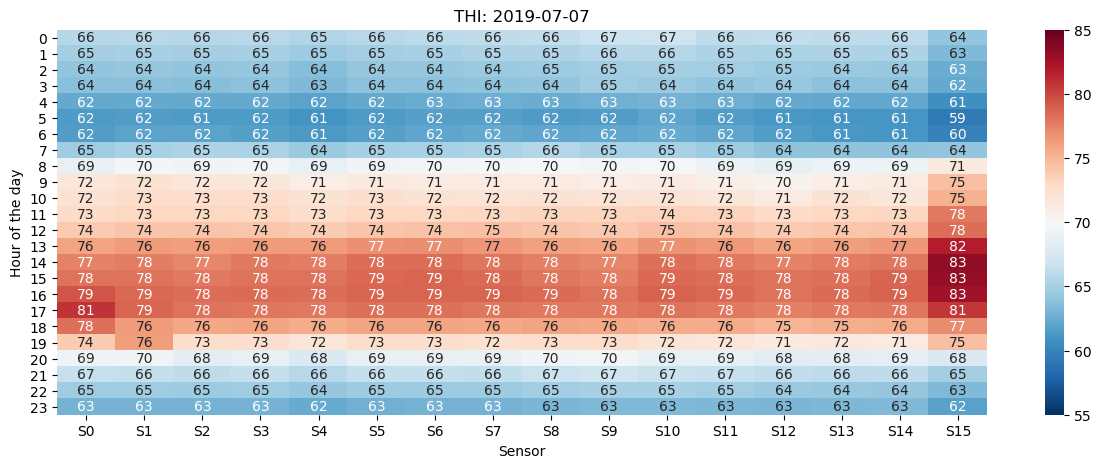 THI: 2019-07-07
0 66 66 66 66 65 66 66 66 66 67 67 66 66 66 66 64
1 65 65 65 65 65 65 65 65 65 66 66 65 65 65 65 63
2 64 64 64 64 64 64 64 64 65 65 65 65 65 64 64 63
3 64 64 64 64 63 64 64 64 64 65 64 64 64 64 64 62
4 62 62 62 62 62 62 63 63 63 63 63 63 62 62 62 61
5 62 62 61 62 61 62 62 62 62 62 62 62 61 61 61 59
6 62 62 62 62 61 62 62 62 62 62 62 62 62 61 61 60
7 65 65 65 65 64 65 65 65 66 65 65 65 64 64 64 64
8 69 70 69 70 69 69 70 70 70 70 70 69 69 69 69 71
9 72 72 72 72 71 71 71 71 71 71 71 71 70 71 71 75
10 72 73 73 73 72 73 72 72 72 72 72 72 71 72 72 75
11 73 73 73 73 73 73 73 73 73 73 74 73 73 73 73 78
12 74 74 74 74 74 74 74 75 74 74 75 74 74 74 74 78
13 76 76 76 76 76 77 77 77 76 76 77 76 76 76 77 82
14 77 78 77 78 78 78 78 78 78 77 78 78 77 78 78 83
15 78 78 78 78 78 79 79 78 78 78 79 78 78 78 79 83
16 79 79 78 78 78 79 79 79 79 78 79 79 78 78 79 83
17 81 79 78 78 78 78 78 78 78 78 78 78 78 78 78 81
18 78 76 76 76 76 76 76 76 76 76 76 76 75 75 76 77
19 74 76 73 73 72 73 73 72 73 73 72 72 71 72 71 75
20 69 70 68 69 68 69 69 69 70 70 69 69 68 68 69 68
21 67 66 66 66 66 66 66 66 67 67 67 67 66 66 66 65
22 65 65 65 65 64 65 65 65 65 65 65 65 64 64 64 63
23 63 63 63 63 62 63 63 63 63 63 63 63 63 63 63 62
S0 S1 S2 S3 S4 S5 S6 S7 S8 S9 S10 S11 S12 S13 S14 S15
Sensor
Hour of the day
85
80
75
70
65
60
55